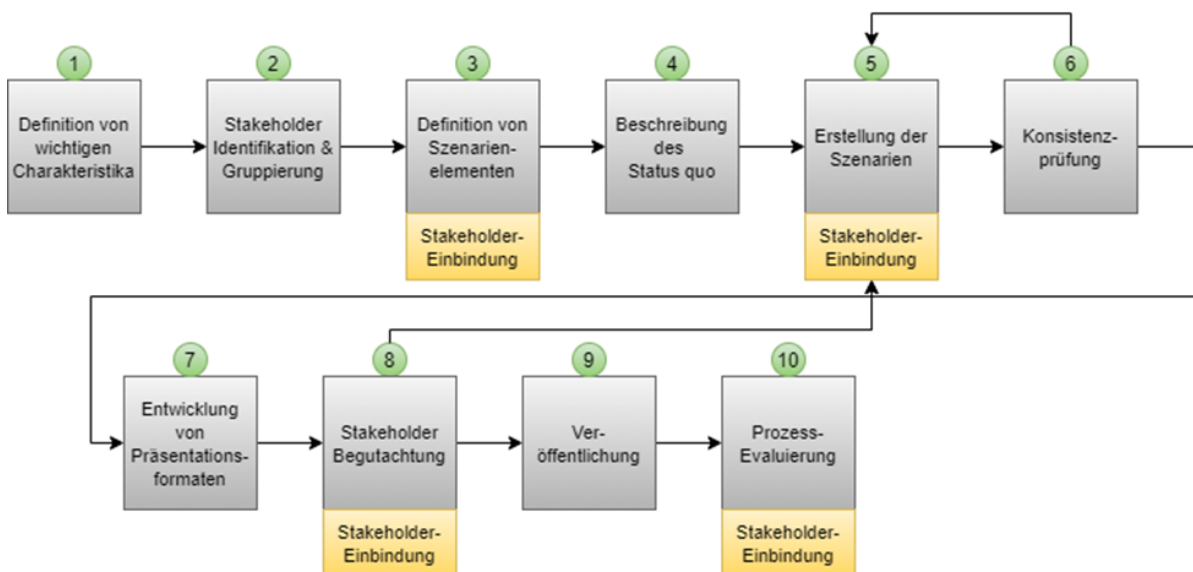 1
Definition von
wichtigen
Charakteristika
2
Stakeholder
Identifikation &
Gruppierung
3
Definition von
Szenarien-
elementen
Stakeholder-
Einbindung
4
Beschreibung
des
Status quo
5
Erstellung der
Szenarien
Stakeholder-
Einbindung
6
Konsistenz-
prüfung
7
Entwicklung
von
Präsentations-
formaten
8
Stakeholder
Begutachtung
Stakeholder-
Einbindung
9
Ver-
öffentlichung
10
Prozess-
Evaluierung
Stakeholder-
Einbindung